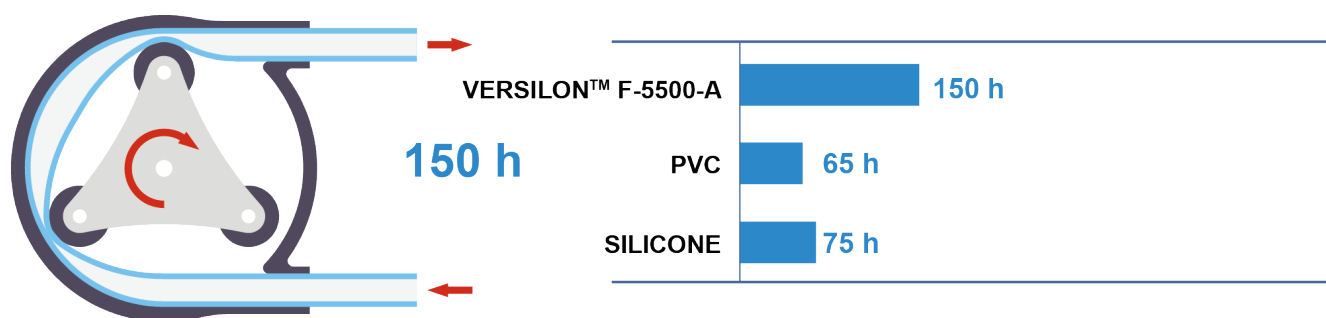 VERSILON™ F-5500-A 150 h
150 h
PVC 65 h
SILICONE 75 h